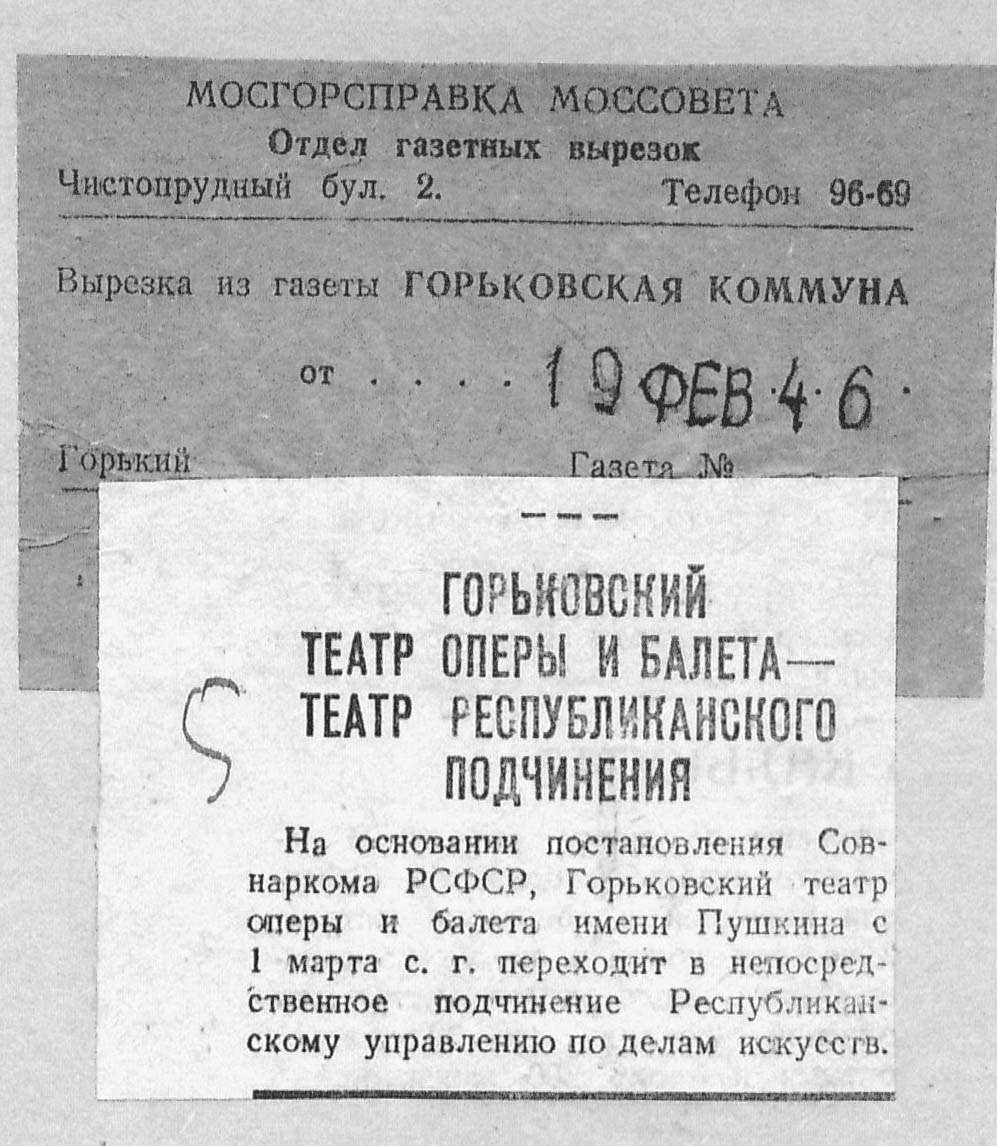 МОСГОРСПРАВКА МОССОВЕТА
Отдел газетных вырезок
Чистопрудный бул. 2. Телефон 96-69
Вырезка из газеты ГОРЬКОВСКАЯ КОММУНА
от . . . . 19 ФЕВ · 4 · 6 ·
Горький Газета №
ГОРЬКОВСКИЙ
ТЕАТР ОПЕРЫ И БАЛЕТА—
ТЕАТР РЕСПУБЛИКАНСКОГО
ПОДЧИНЕНИЯ
На основании постановления Сов-
наркома РСФСР, Горьковский театр
оперы и балета имени Пушкина с
1 марта с. г. переходит в непосред-
ственное подчинение Республикан-
скому управлению по делам искусств.